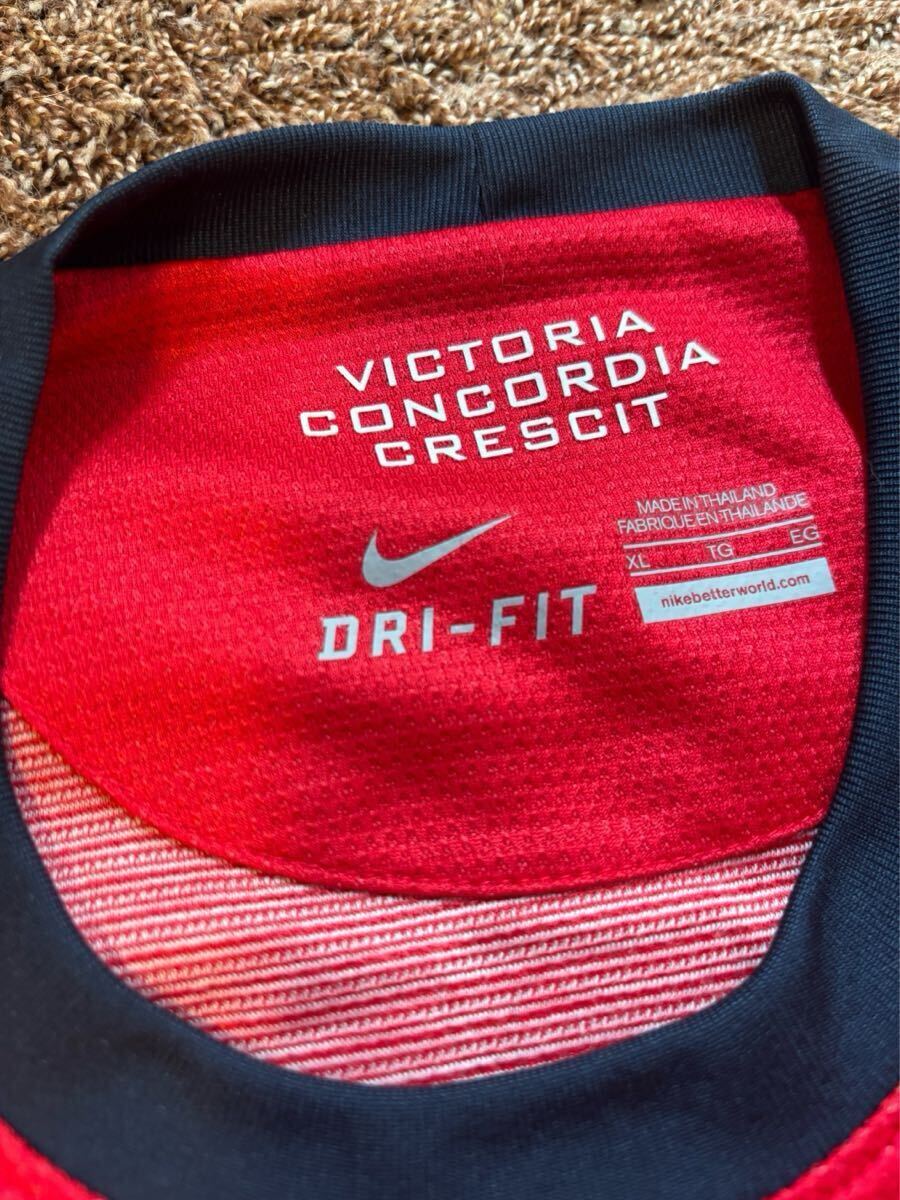 VICTORIA
CONCORDIA
CRESCIT
MADE IN THAILAND
FABRIQUE EN THAILANDE
XL TG EG
nikebetterworld.com
DRI-FIT